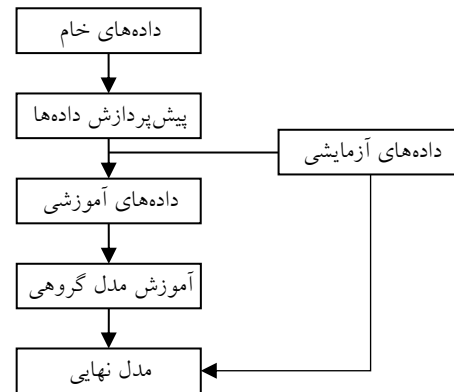 داده‌های خام
پیش‌پردازش داده‌ها
داده‌های آزمایشی
داده‌های آموزشی
آموزش مدل گروهی
مدل نهایی